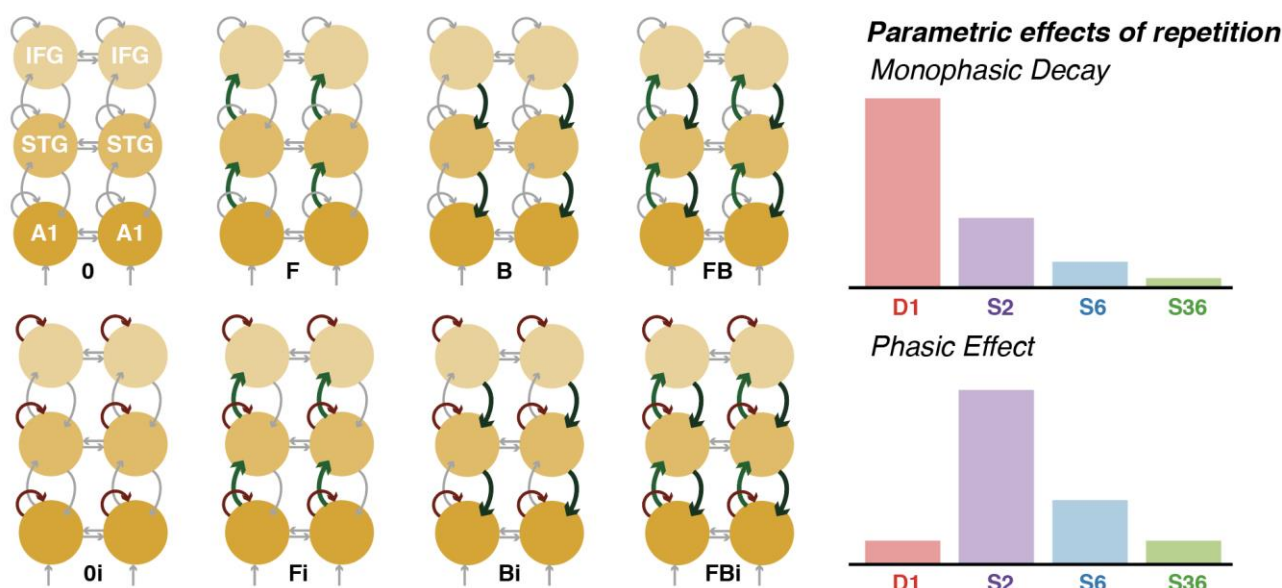 IFG IFG
STG STG
A1 A1
0 F B FB
0i Fi Bi FBi
Parametric effects of repetition
Monophasic Decay
D1 S2 S6 S36
Phasic Effect
D1 S2 S6 S36